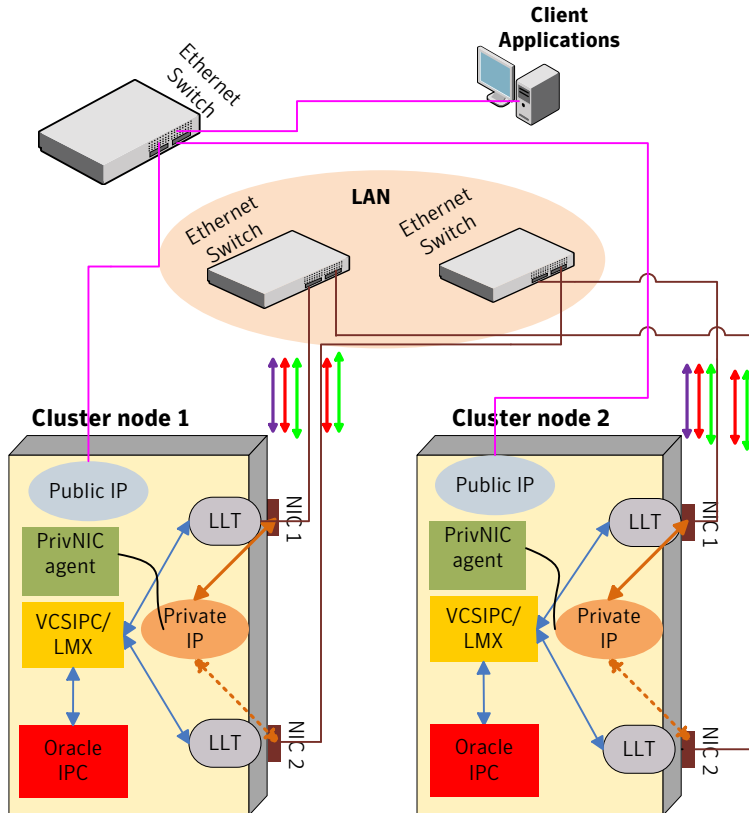 Client
Applications
Ethernet
Switch
LAN
Ethernet
Switch
Ethernet
Switch
Cluster node 1
Public IP
LLT
NIC 1
PrivNIC
agent
VCSIPC/
LMX
Private
IP
Oracle
IPC
LLT
NIC 2
Cluster node 2
Public IP
LLT
NIC 1
PrivNIC
agent
VCSIPC/
LMX
Private
IP
Oracle
IPC
LLT
NIC 2